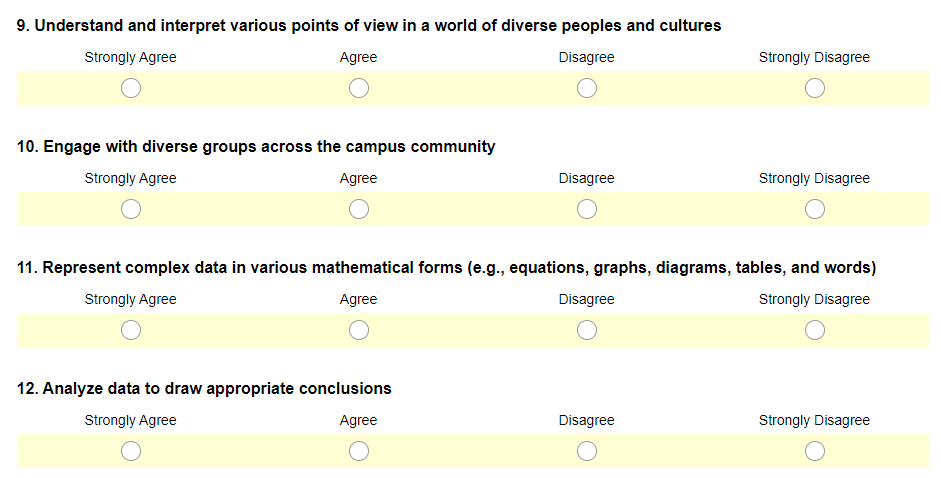 9. Understand and interpret various points of view in a world of diverse peoples and cultures
Strongly Agree Agree Disagree Strongly Disagree
10. Engage with diverse groups across the campus community
Strongly Agree Agree Disagree Strongly Disagree
11. Represent complex data in various mathematical forms (e.g., equations, graphs, diagrams, tables, and words)
Strongly Agree Agree Disagree Strongly Disagree
12. Analyze data to draw appropriate conclusions
Strongly Agree Agree Disagree Strongly Disagree